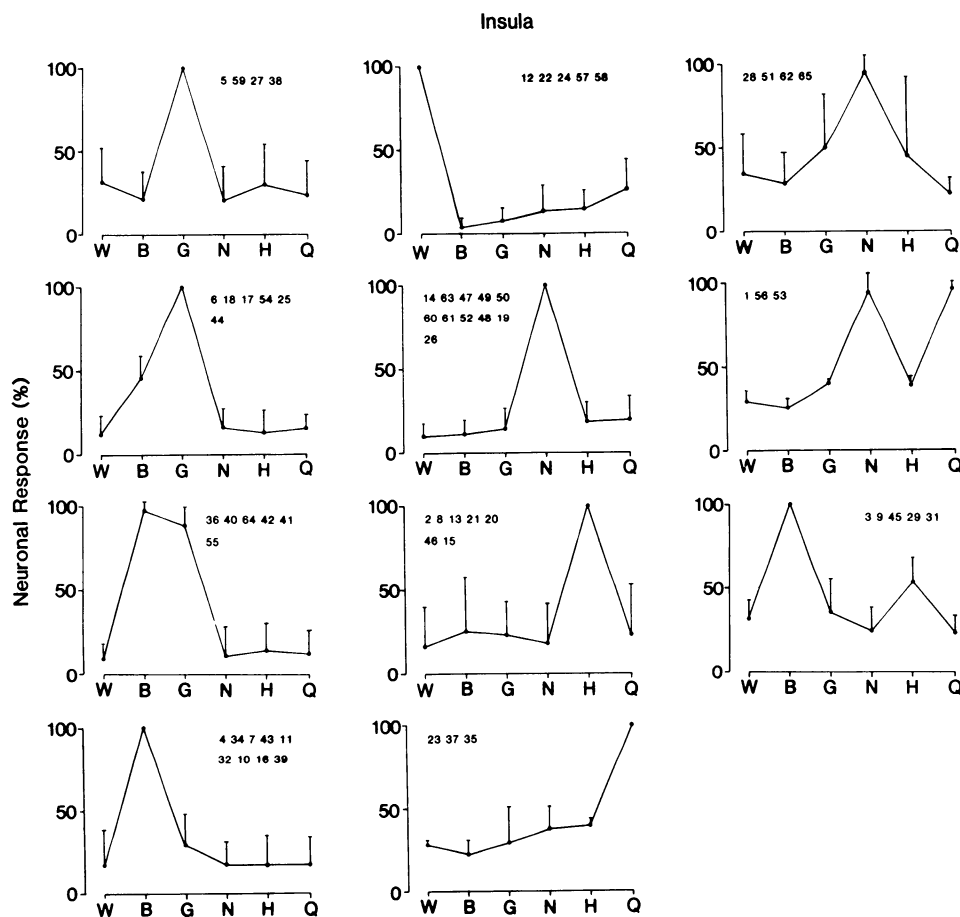 Insula
Neuronal Response (%)
100
50
0
5 59 27 38
W B G N H Q
100
50
0
12 22 24 57 58
W B G N H Q
100
50
0
28 51 62 65
W B G N H Q
100
50
0
6 18 17 54 25
44
W B G N H Q
100
50
0
14 63 47 49 50
60 61 52 48 19
26
W B G N H Q
100
50
0
1 56 53
W B G N H Q
100
50
0
36 40 64 42 41
55
W B G N H Q
100
50
0
2 8 13 21 20
46 15
W B G N H Q
100
50
0
3 9 45 29 31
W B G N H Q
100
50
0
4 34 7 43 11
32 10 16 39
W B G N H Q
100
50
0
23 37 35
W B G N H Q